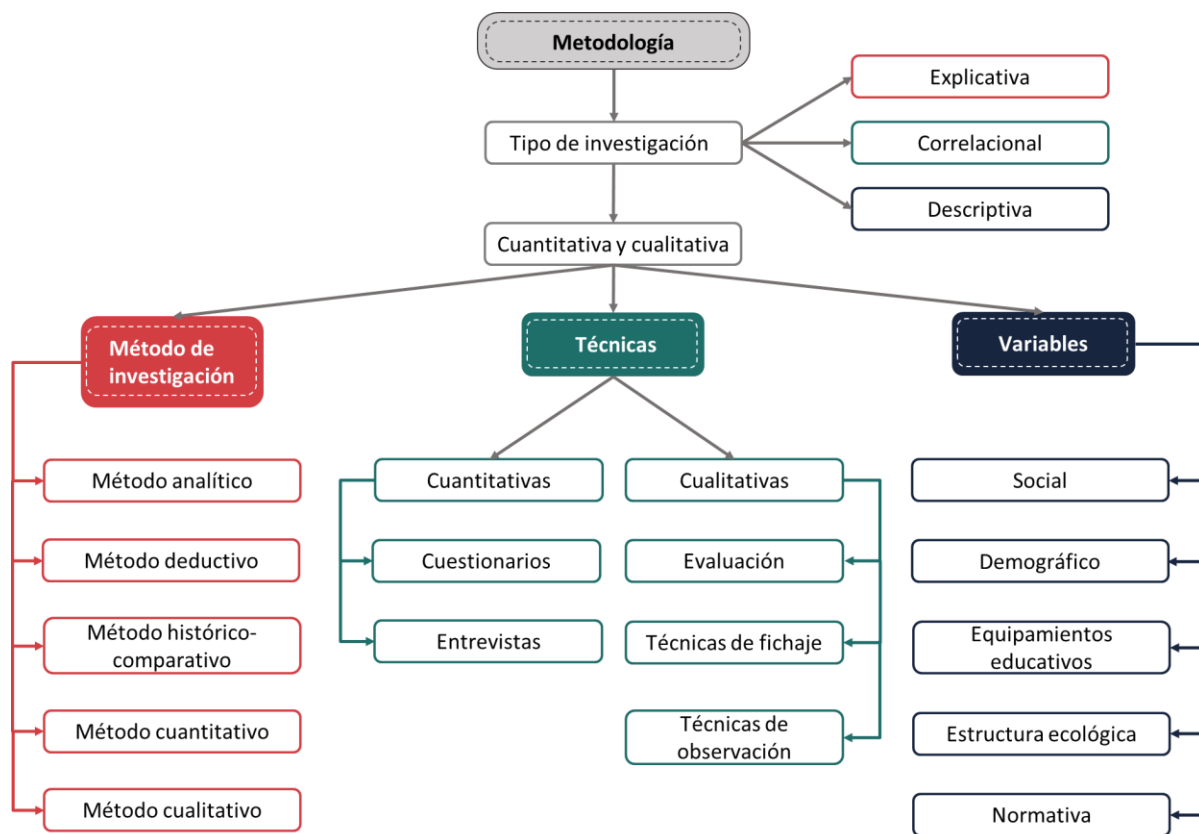 Metodología
Explicativa
Tipo de investigación
Correlacional
Descriptiva
Cuantitativa y cualitativa
Método de
investigación
Técnicas
Variables
Método analítico
Método deductivo
Método histórico-
comparativo
Método cuantitativo
Método cualitativo
Cuantitativas
Cuestionarios
Entrevistas
Cualitativas
Evaluación
Técnicas de fichaje
Técnicas de
observación
Social
Demográfico
Equipamientos
educativos
Estructura ecológica
Normativa